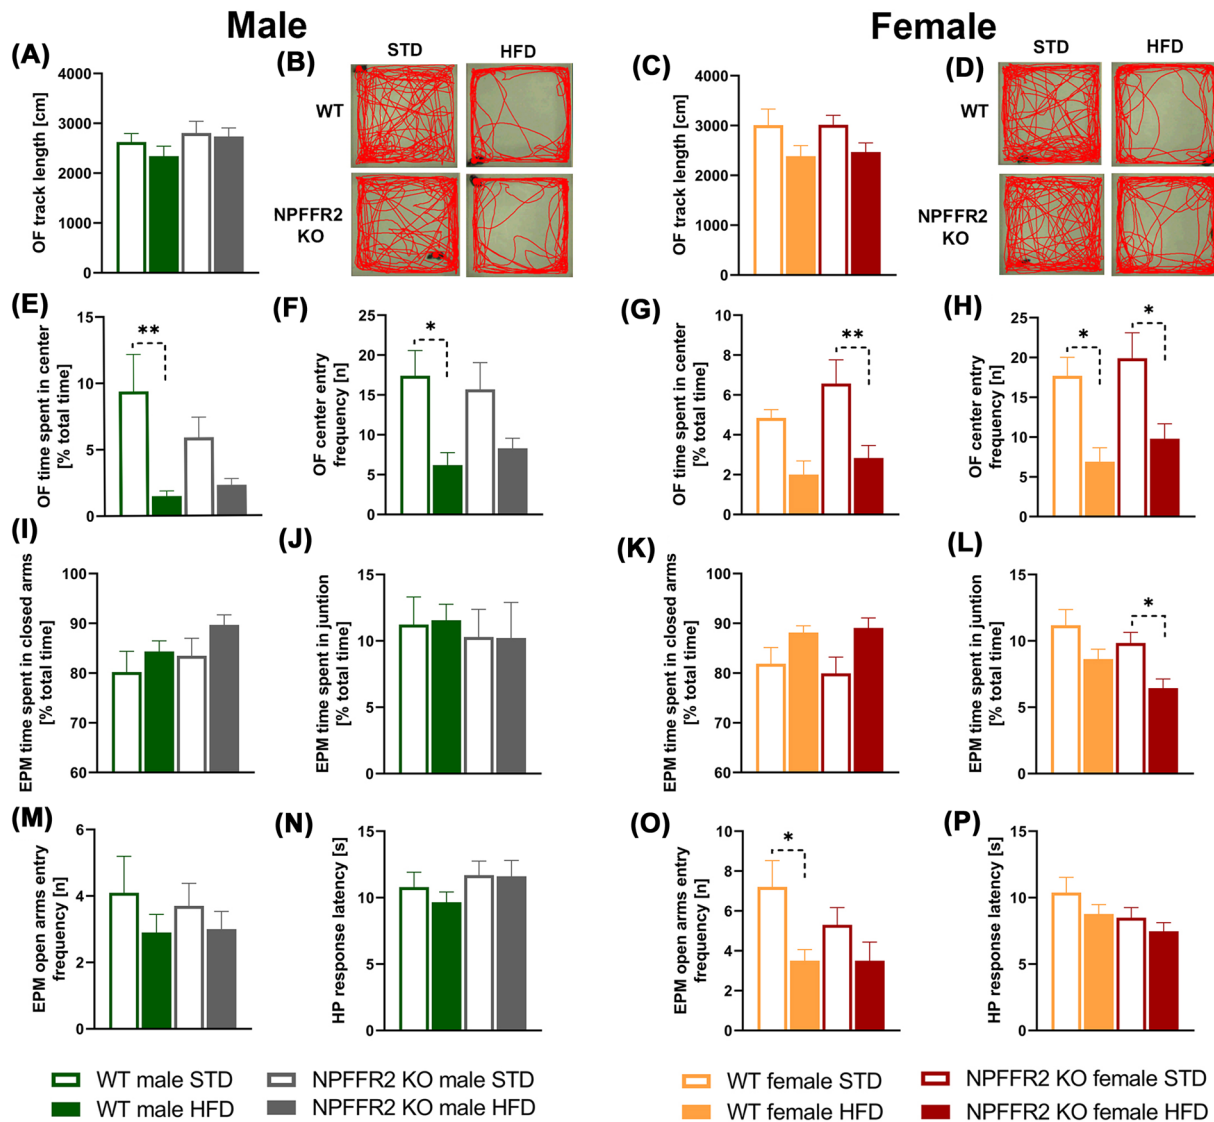 Male
Female
(A)
OF track length [cm]
4000
3000
2000
1000
0
(B)
STD
HFD
WT
NPFFR2
KO
(C)
OF track length [cm]
4000
3000
2000
1000
0
(D)
STD
HFD
WT
NPFFR2
KO
(E)
OF time spent in center
[% total time]
15
10
5
0
**
(F)
OF center entry
frequency [n]
25
20
15
10
5
0
*
(G)
OF time spent in center
[% total time]
10
8
6
4
2
0
**
(H)
OF center entry
frequency [n]
25
20
15
10
5
0
*
*
(I)
EPM time spent in closed arms
[% total time]
100
90
80
70
60
(J)
EPM time spent in juntion
[% total time]
15
10
5
0
(K)
EPM time spent in closed arms
[% total time]
100
90
80
70
60
(L)
EPM time spent in juntion
[% total time]
15
10
5
0
*
(M)
EPM open arms entry
frequency [n]
6
4
2
0
(N)
HP response latency [s]
15
10
5
0
(O)
EPM open arms entry
frequency [n]
10
8
6
4
2
0
*
(P)
HP response latency [s]
15
10
5
0
WT male STD
NPFFR2 KO male STD
WT male HFD
NPFFR2 KO male HFD
WT female STD
NPFFR2 KO female STD
WT female HFD
NPFFR2 KO female HFD